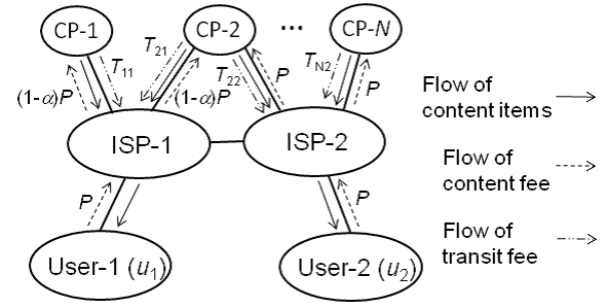 CP-1 CP-2 ... CP-N
T11 T21 T22 P TN2 P
(1-α)P (1-α)P
ISP-1 ISP-2
P P
User-1 (u1) User-2 (u2)
Flow of
content items
Flow of
content fee
Flow of
transit fee